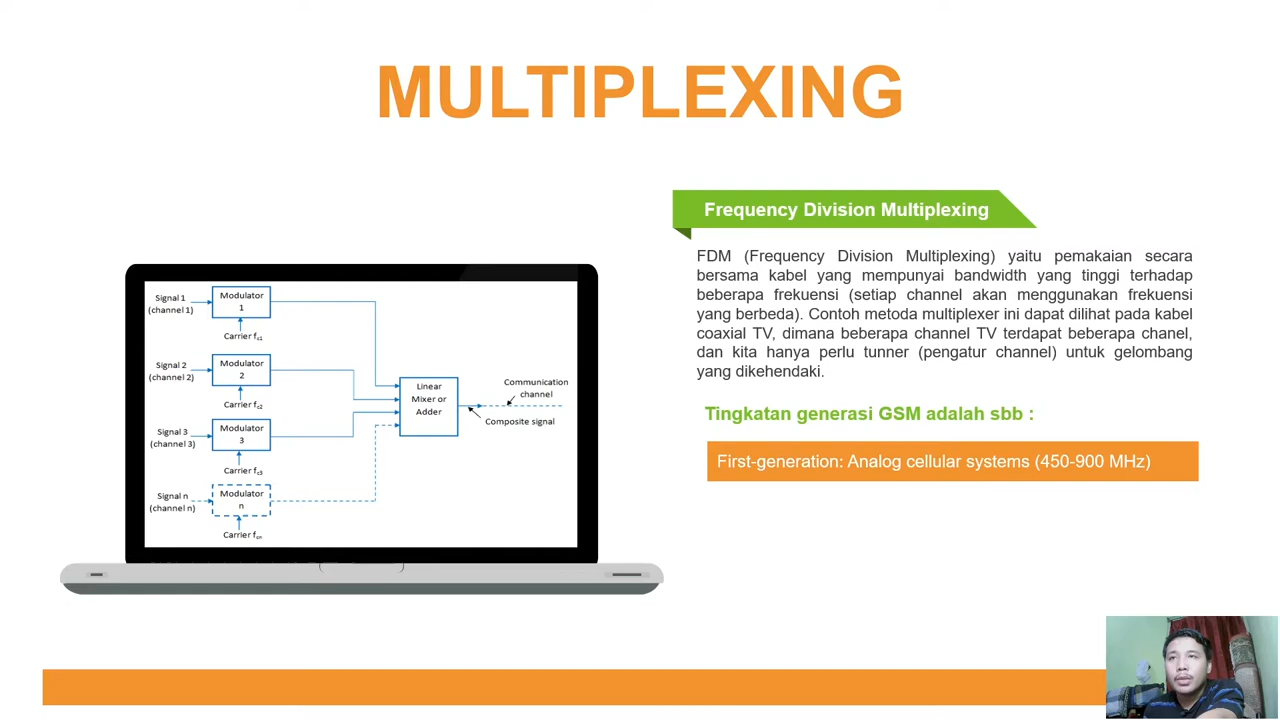 MULTIPLEXING
Frequency Division Multiplexing
FDM (Frequency Division Multiplexing) yaitu pemakaian secara
bersama kabel yang mempunyai bandwidth yang tinggi terhadap
beberapa frekuensi (setiap channel akan menggunakan frekuensi
yang berbeda). Contoh metoda multiplexer ini dapat dilihat pada kabel
coaxial TV, dimana beberapa channel TV terdapat beberapa chanel,
dan kita hanya perlu tunner (pengatur channel) untuk gelombang
yang dikehendaki.
Tingkatan generasi GSM adalah sbb :
First-generation: Analog cellular systems (450-900 MHz)
Signal 1
(channel 1)
Modulator
1
Carrier fc1
Signal 2
(channel 2)
Modulator
2
Carrier fc2
Signal 3
(channel 3)
Modulator
3
Carrier fc3
Signal n
(channel n)
Modulator
n
Carrier fcn
Linear
Mixer or
Adder
Communication
channel
Composite signal